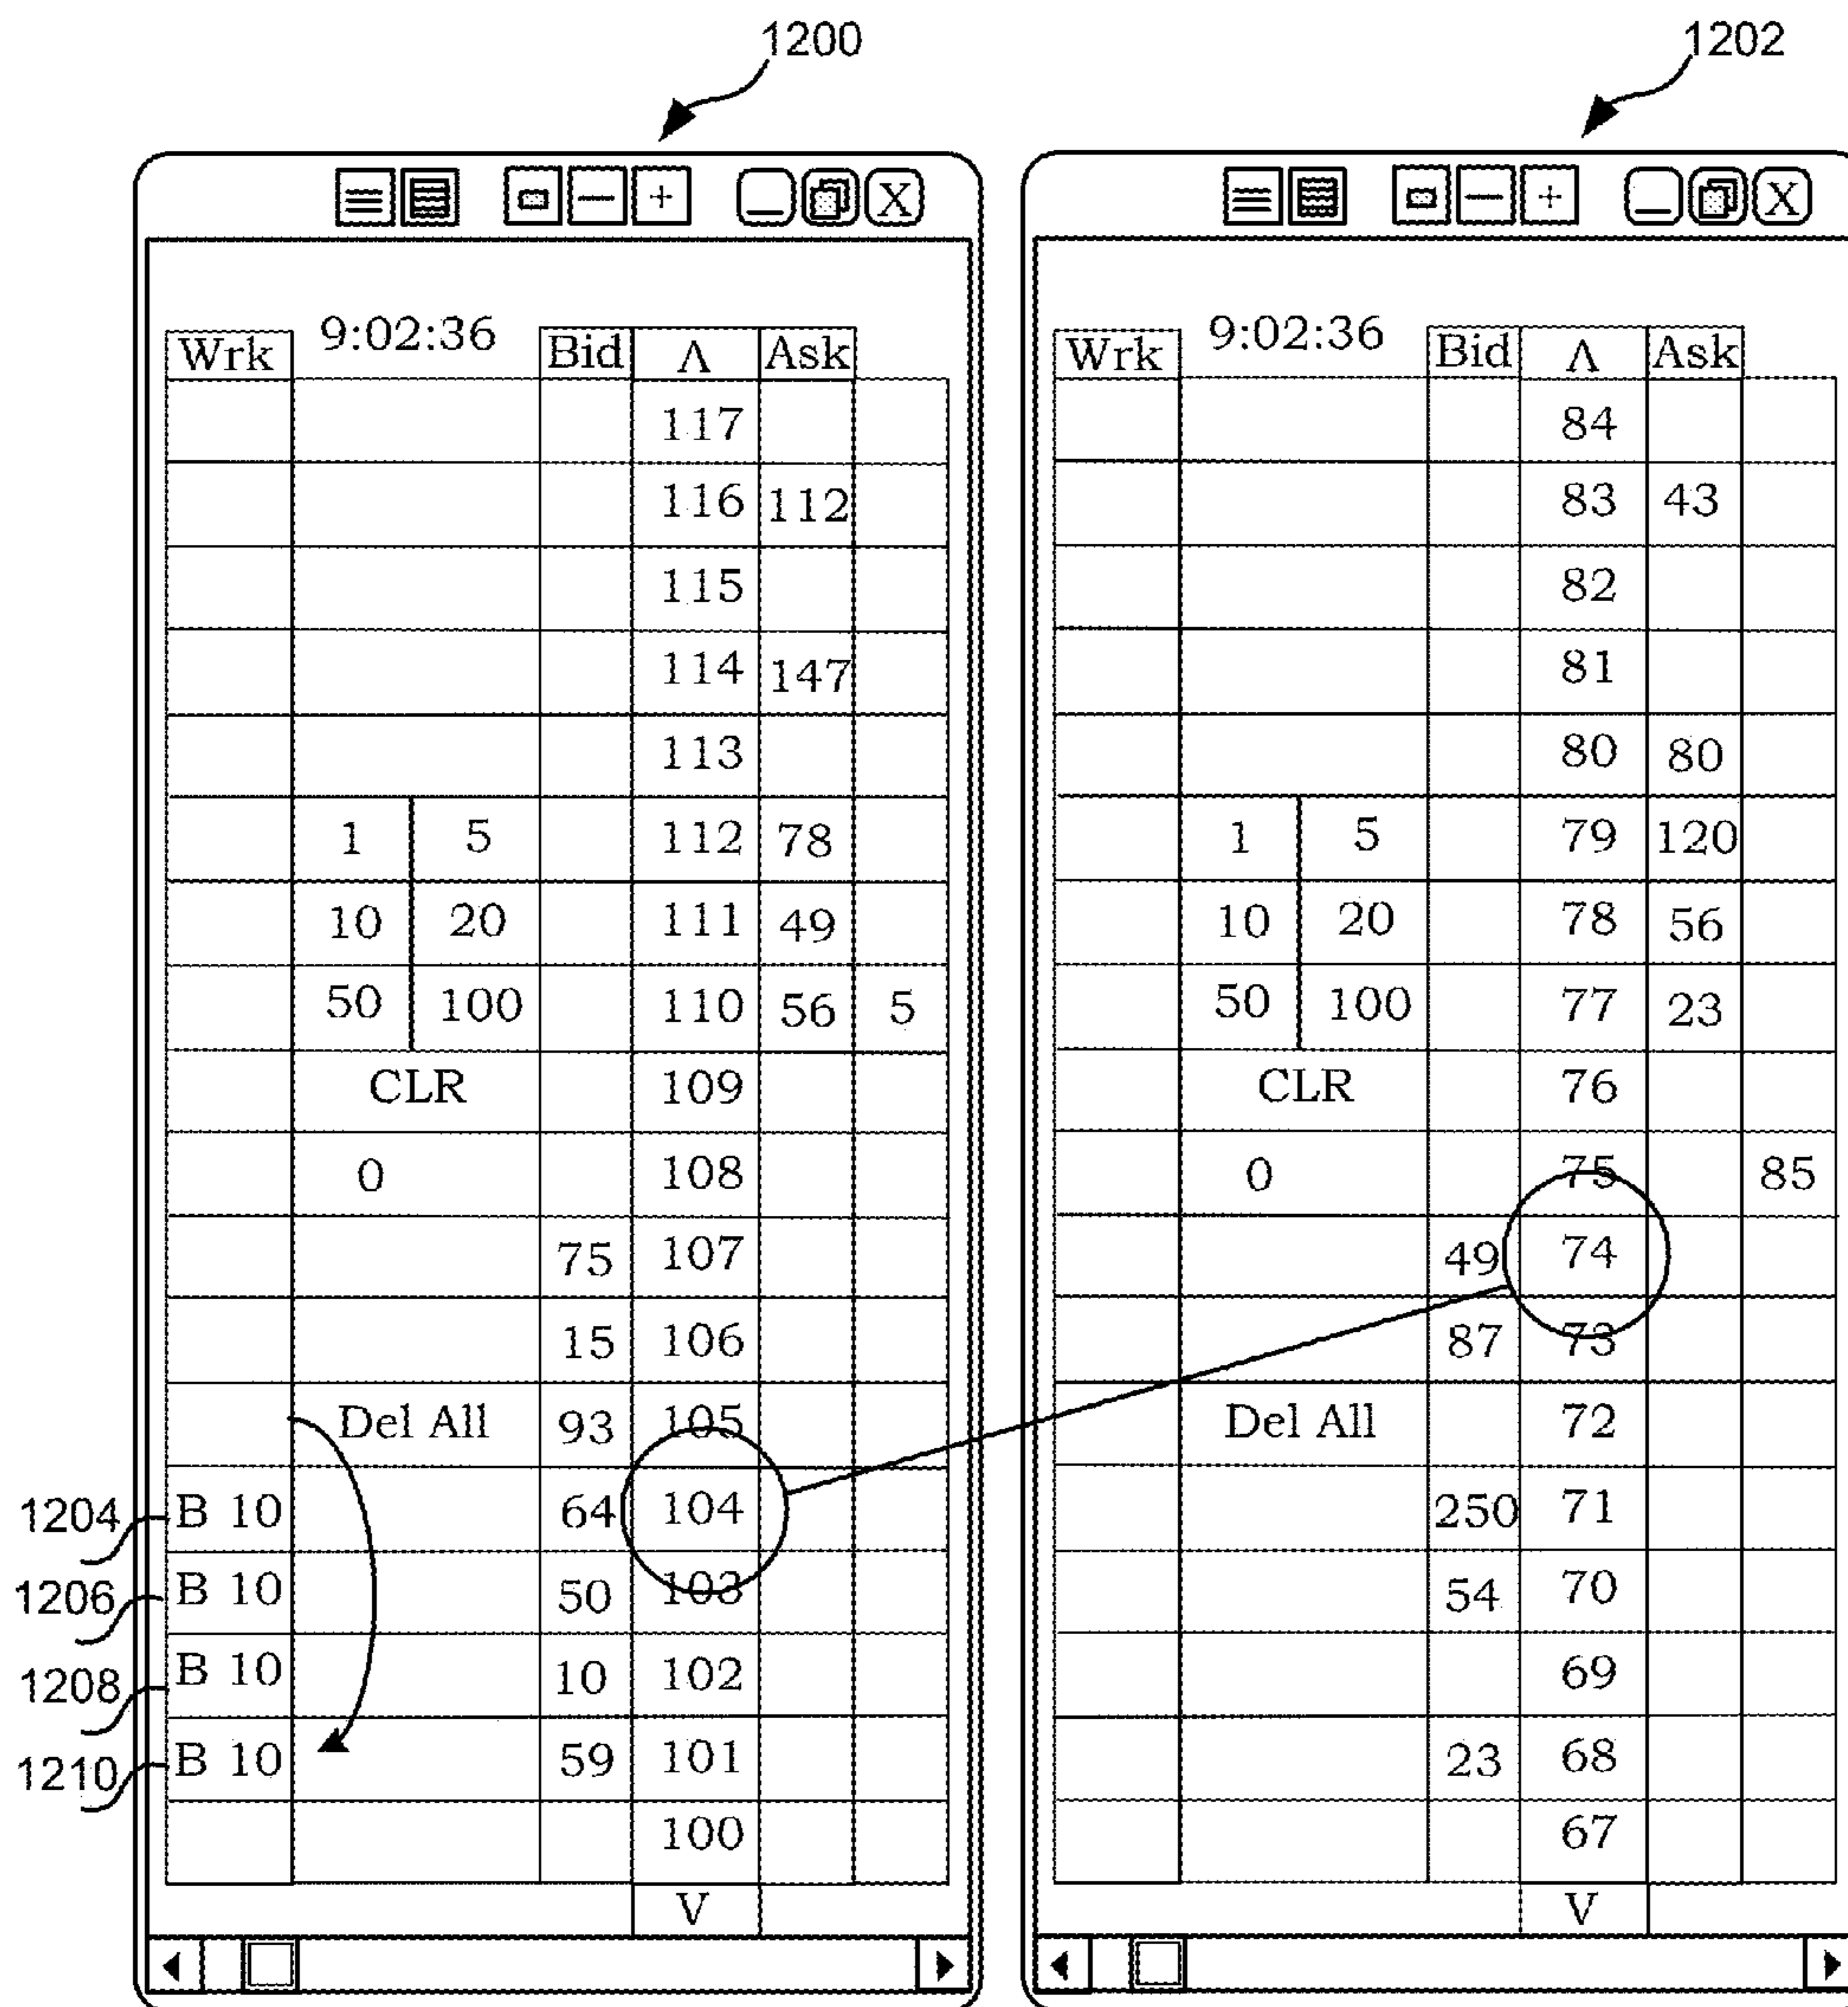 1200
1202
X
X
9:02:36
Wrk Bid Λ Ask
117
116 112
115
114 147
113
1 5 112 78
10 20 111 49
50 100 110 56 5
CLR 109
0 108
75 107
15 106
Del All 93 105
1204 B 10 64 104
1206 B 10 50 103
1208 B 10 10 102
1210 B 10 59 101
100
V
9:02:36
Wrk Bid Λ Ask
84
83 43
82
81
80 80
1 5 79 120
10 20 78 56
50 100 77 23
CLR 76
0 75 85
49 74
87 73
Del All 72
250 71
54 70
69
23 68
67
V